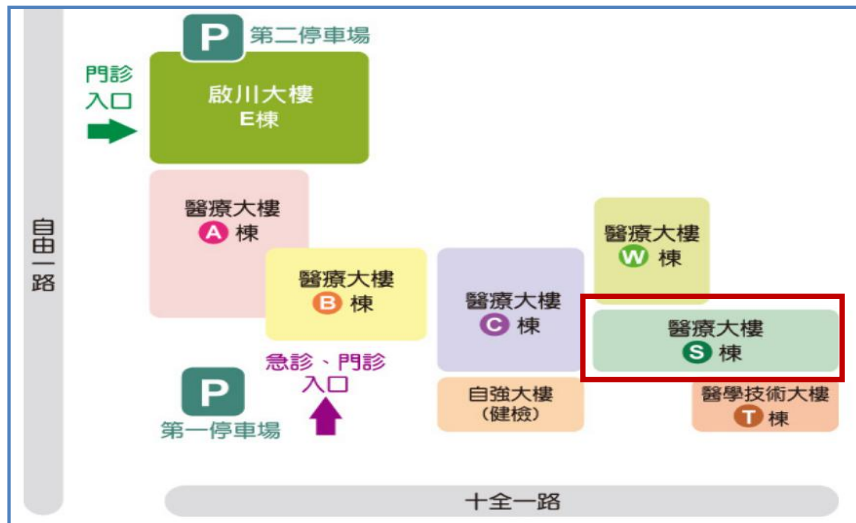 P 第二停車場
門診
入口
啟川大樓
E棟
自由一路
醫療大樓
A 棟
醫療大樓
B 棟
醫療大樓
C 棟
醫療大樓
W 棟
醫療大樓
S 棟
急診、門診
入口
P
第一停車場
自強大樓
(健檢)
醫學技術大樓
T 棟
十全一路